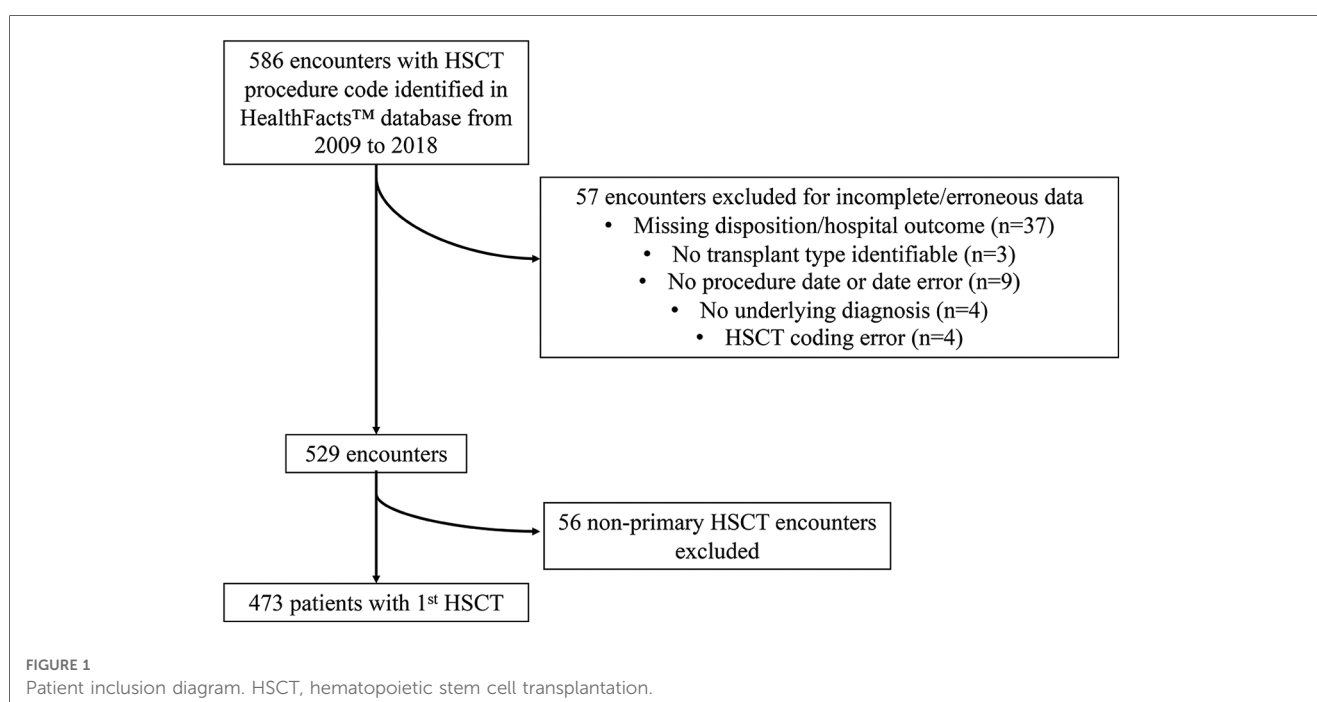 586 encounters with HSCT
procedure code identified in
HealthFacts™ database from
2009 to 2018
57 encounters excluded for incomplete/erroneous data
• Missing disposition/hospital outcome (n=37)
• No transplant type identifiable (n=3)
• No procedure date or date error (n=9)
• No underlying diagnosis (n=4)
• HSCT coding error (n=4)
529 encounters
56 non-primary HSCT encounters
excluded
473 patients with 1st HSCT
FIGURE 1
Patient inclusion diagram. HSCT, hematopoietic stem cell transplantation.